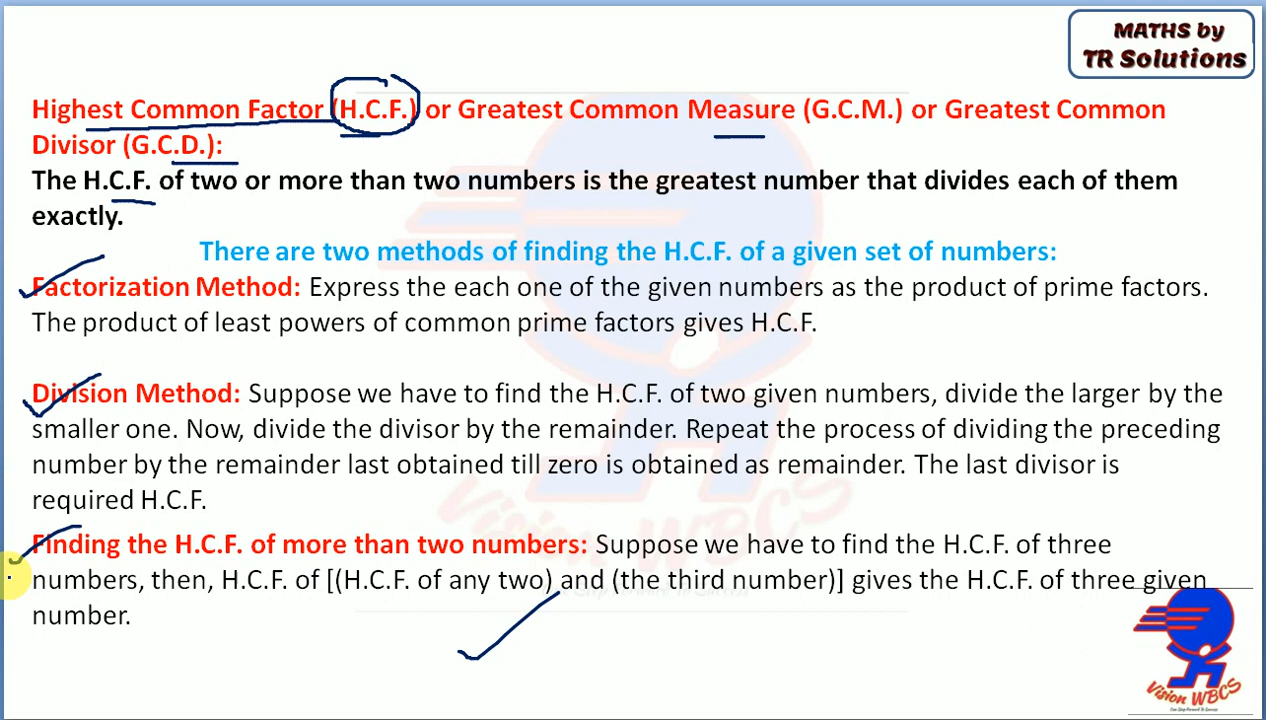 MATHS by
TR Solutions
Highest Common Factor (H.C.F.) or Greatest Common Measure (G.C.M.) or Greatest Common
Divisor (G.C.D.):
The H.C.F. of two or more than two numbers is the greatest number that divides each of them
exactly.
There are two methods of finding the H.C.F. of a given set of numbers:
Factorization Method: Express the each one of the given numbers as the product of prime factors.
The product of least powers of common prime factors gives H.C.F.
Division Method: Suppose we have to find the H.C.F. of two given numbers, divide the larger by the
smaller one. Now, divide the divisor by the remainder. Repeat the process of dividing the preceding
number by the remainder last obtained till zero is obtained as remainder. The last divisor is
required H.C.F.
Finding the H.C.F. of more than two numbers: Suppose we have to find the H.C.F. of three
numbers, then, H.C.F. of [(H.C.F. of any two) and (the third number)] gives the H.C.F. of three given
number.
Vision WBCS
One Step Forward To Success